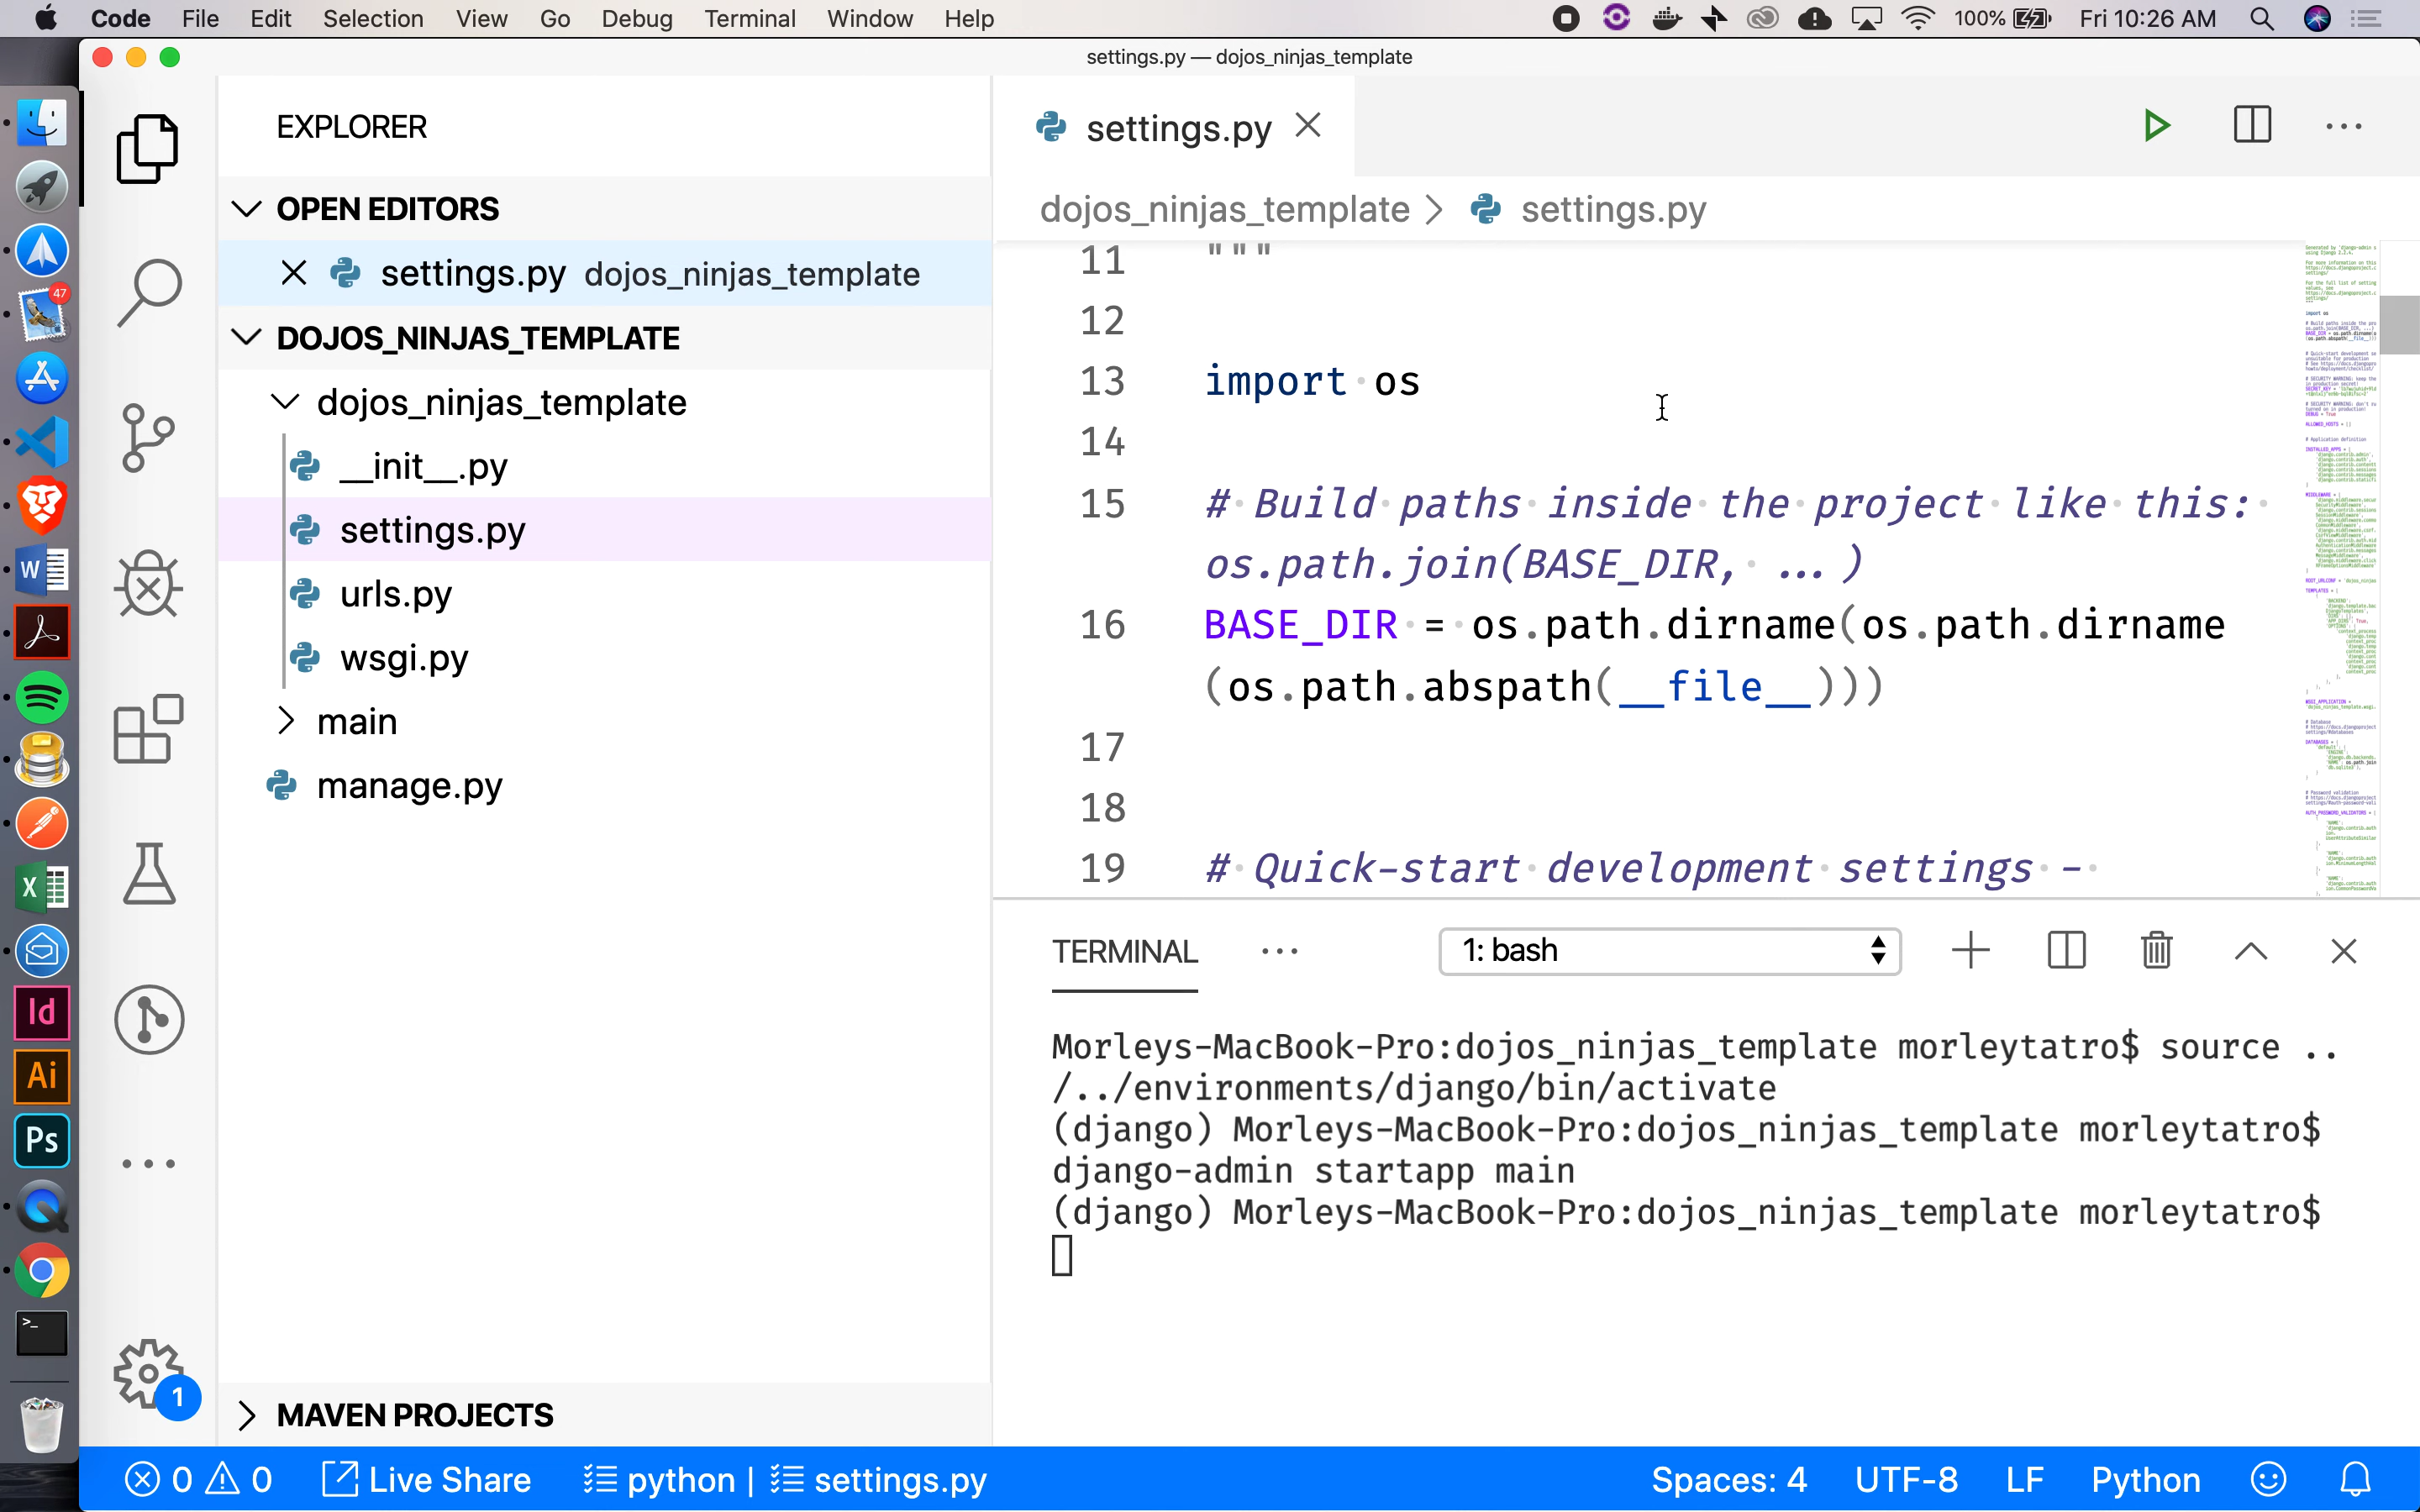 Code File Edit Selection View Go Debug Terminal Window Help 100% Fri 10:26 AM
settings.py — dojos_ninjas_template
EXPLORER
OPEN EDITORS
settings.py dojos_ninjas_template
DOJOS_NINJAS_TEMPLATE
dojos_ninjas_template
__init__.py
settings.py
urls.py
wsgi.py
main
manage.py
MAVEN PROJECTS
47
W
X
Id
Ai
Ps
>_
1
settings.py
dojos_ninjas_template > settings.py
11 """
12
13 import os
14
15 # Build paths inside the project like this:
os.path.join(BASE_DIR, ...)
16 BASE_DIR = os.path.dirname(os.path.dirname
(os.path.abspath(__file__)))
17
18
19 # Quick-start development settings -
TERMINAL ... 1: bash
Morleys-MacBook-Pro:dojos_ninjas_template morleytatro$ source ..
/../environments/django/bin/activate
(django) Morleys-MacBook-Pro:dojos_ninjas_template morleytatro$
django-admin startapp main
(django) Morleys-MacBook-Pro:dojos_ninjas_template morleytatro$
0 0 Live Share python | settings.py Spaces: 4 UTF-8 LF Python